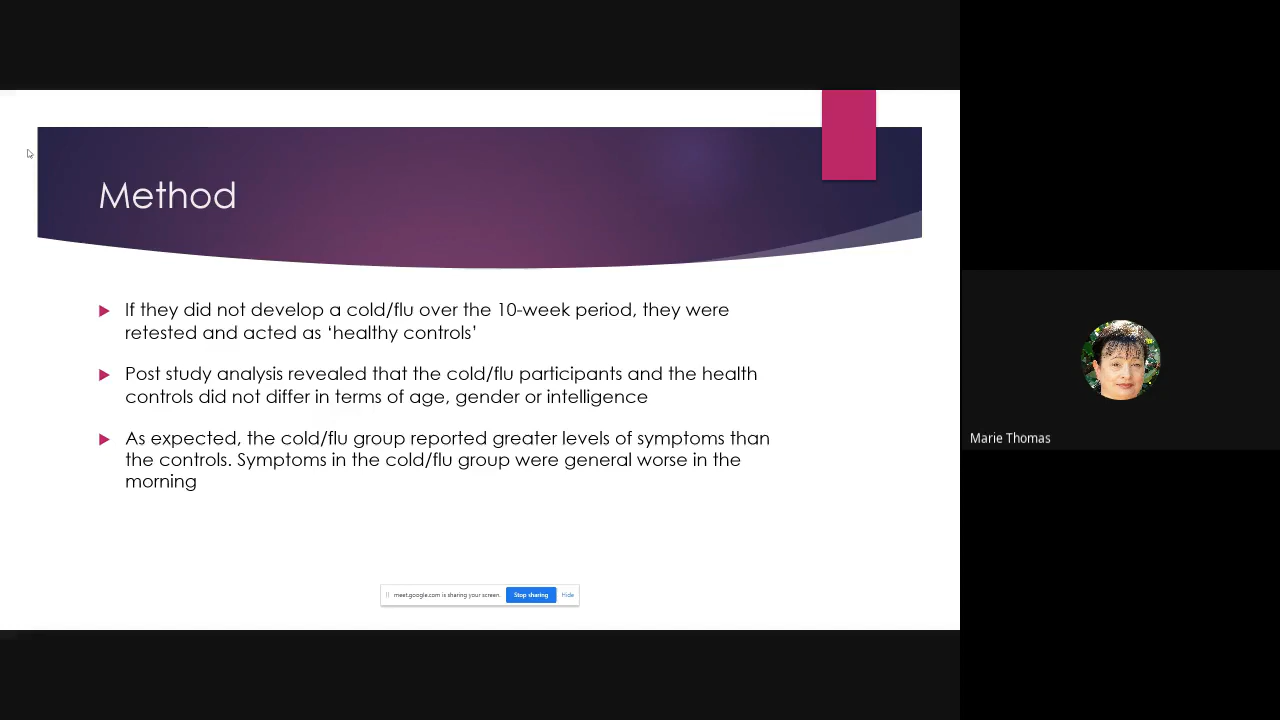 Method
If they did not develop a cold/flu over the 10-week period, they were
retested and acted as ‘healthy controls’
Post study analysis revealed that the cold/flu participants and the health
controls did not differ in terms of age, gender or intelligence
As expected, the cold/flu group reported greater levels of symptoms than
the controls. Symptoms in the cold/flu group were general worse in the
morning
meet.google.com is sharing your screen.
Stop sharing
Hide
Marie Thomas